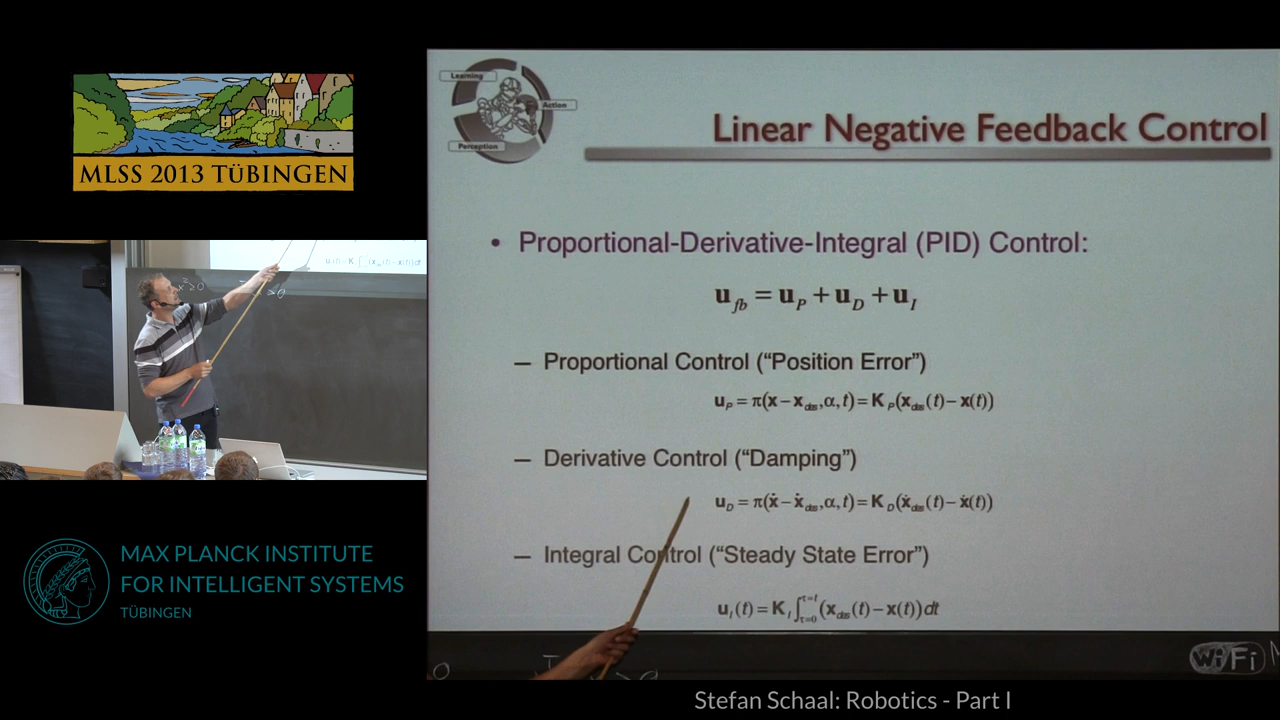 MLSS 2013 TÜBINGEN
MAX PLANCK INSTITUTE
FOR INTELLIGENT SYSTEMS
TÜBINGEN
Learning
Action
Perception
Linear Negative Feedback Control
• Proportional-Derivative-Integral (PID) Control:
u_fb = u_P + u_D + u_I
– Proportional Control (“Position Error”)
u_P = π(x − x_des, α, t) = K_P(x_des(t) − x(t))
– Derivative Control (“Damping”)
u_D = π(ẋ − ẋ_des, α, t) = K_D(ẋ_des(t) − ẋ(t))
– Integral Control (“Steady State Error”)
u_I(t) = K_I ∫_{τ=0}^{τ=t} (x_des(t) − x(t))dt
WiFi
Stefan Schaal: Robotics - Part I